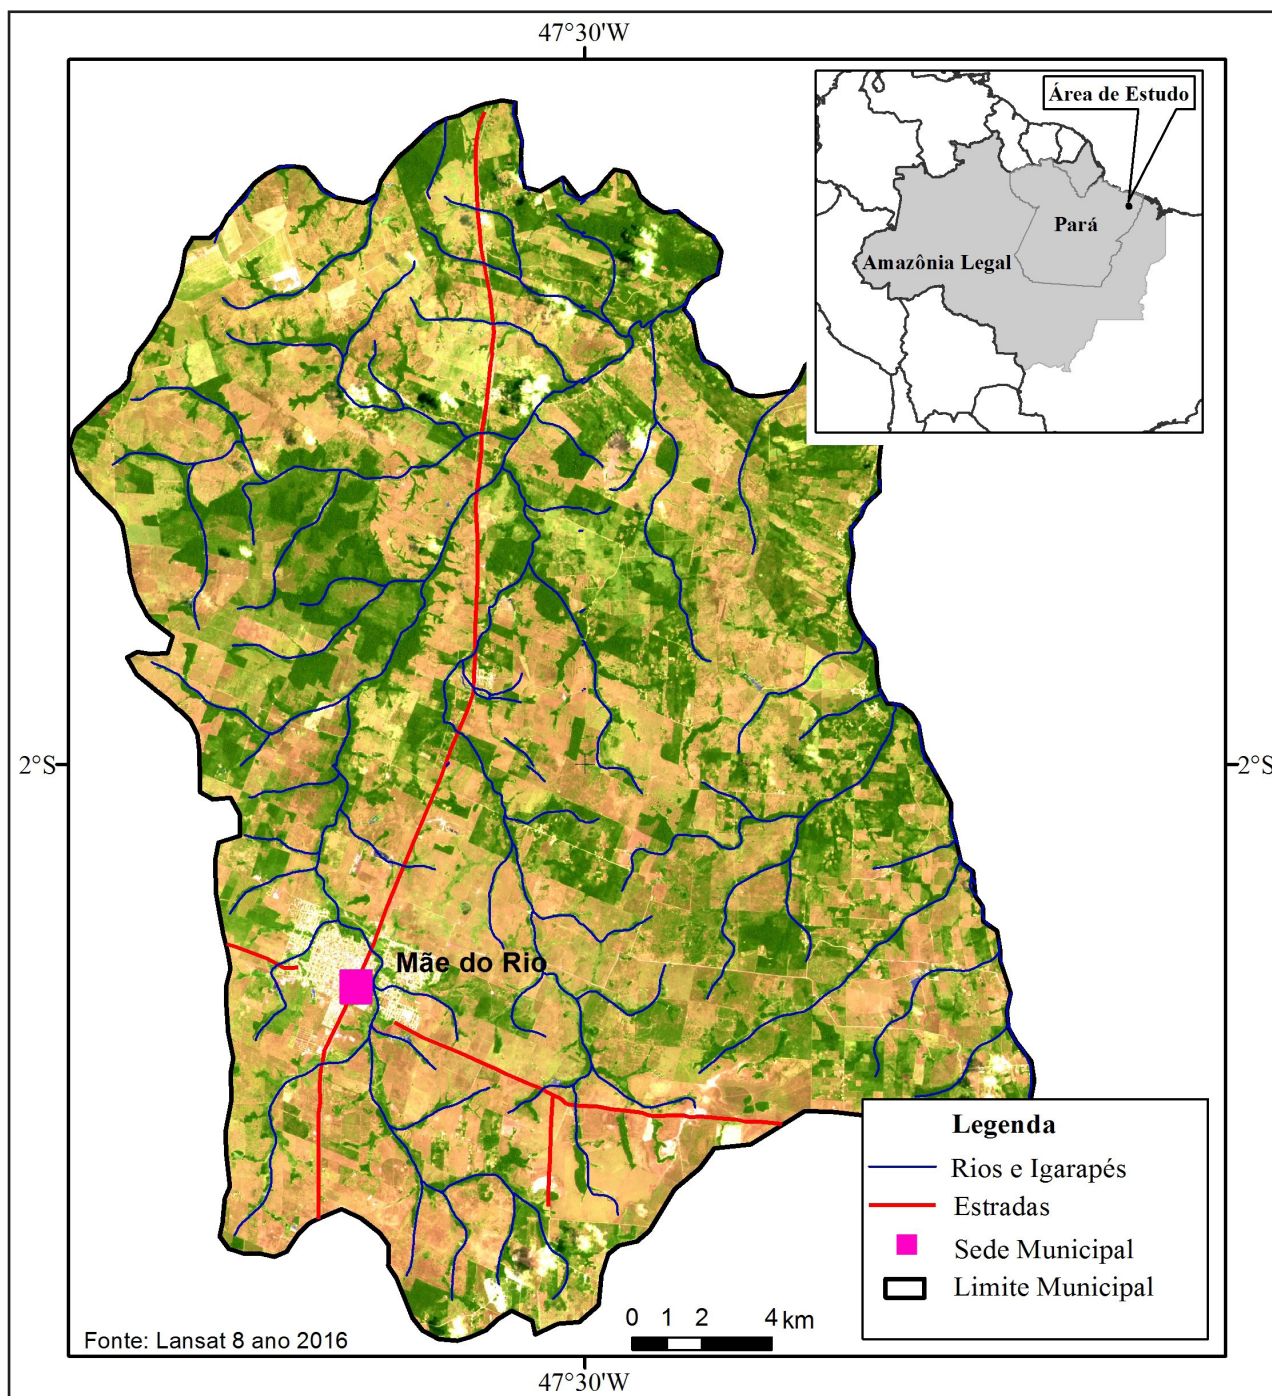 47°30'W
Área de Estudo
Pará
Amazônia Legal
2°S
2°S
Mãe do Rio
Legenda
Rios e Igarapés
Estradas
Sede Municipal
Limite Municipal
0 1 2 4 km
Fonte: Lansat 8 ano 2016
47°30'W